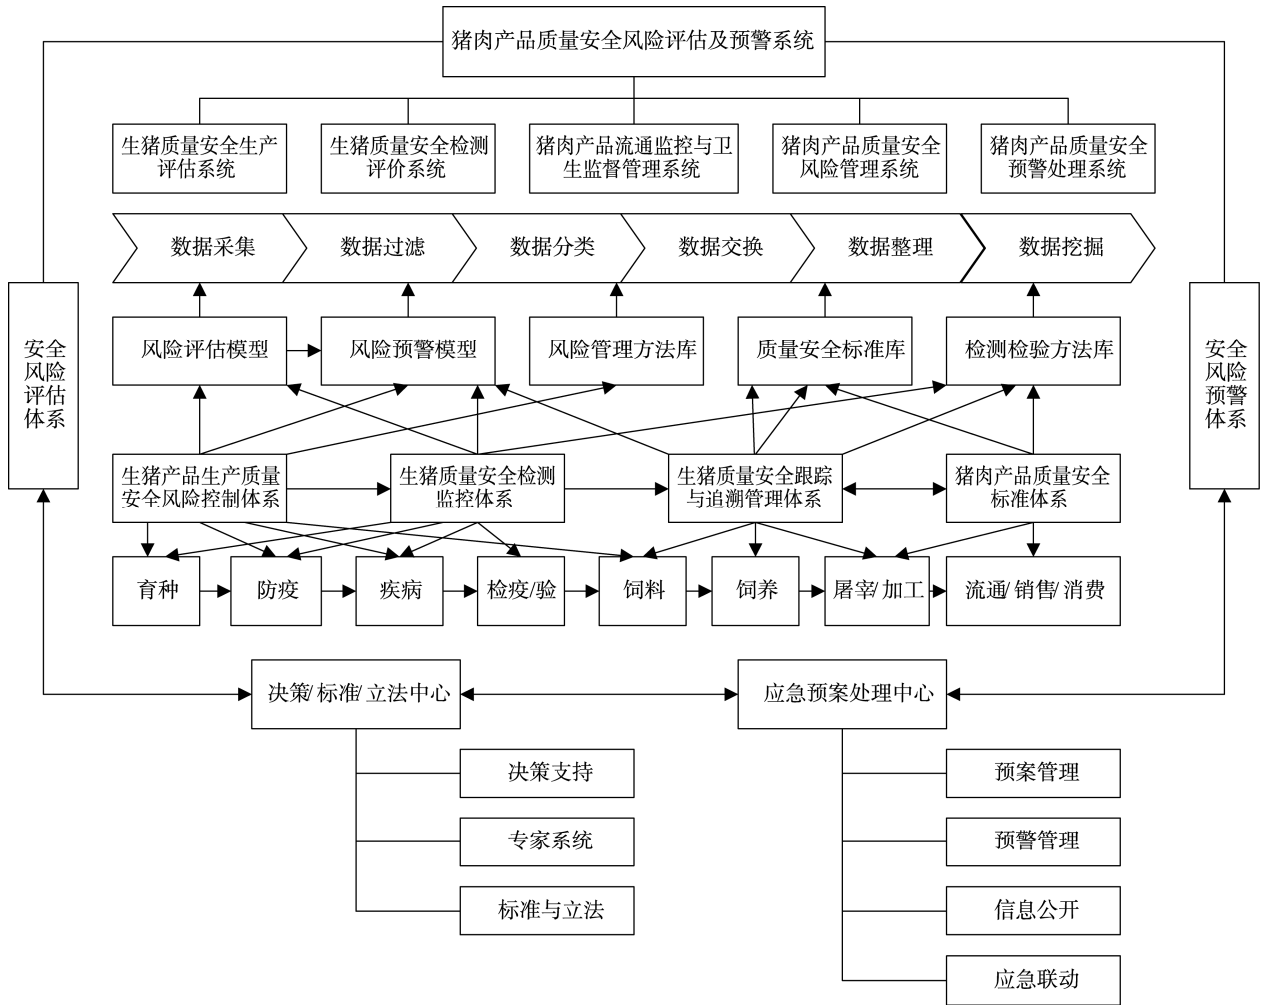 猪肉产品质量安全风险评估及预警系统
生猪质量安全生产
评估系统
生猪质量安全检测
评价系统
猪肉产品流通监控与卫
生监督管理系统
猪肉产品质量安全
风险管理系统
猪肉产品质量安全
预警处理系统
数据采集
数据过滤
数据分类
数据交换
数据整理
数据挖掘
安全
风险
评估
体系
安全
风险
预警
体系
风险评估模型
风险预警模型
风险管理方法库
质量安全标准库
检测检验方法库
生猪产品生产质量
安全风险控制体系
生猪质量安全检测
监控体系
生猪质量安全跟踪
与追溯管理体系
猪肉产品质量安全
标准体系
育种
防疫
疾病
检疫/验
饲料
饲养
屠宰/加工
流通/销售/消费
决策/标准/立法中心
应急预案处理中心
决策支持
专家系统
标准与立法
预案管理
预警管理
信息公开
应急联动